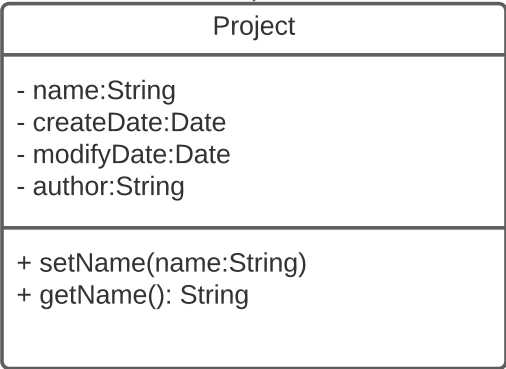 Project
- name:String
- createDate:Date
- modifyDate:Date
- author:String
+ setName(name:String)
+ getName(): String